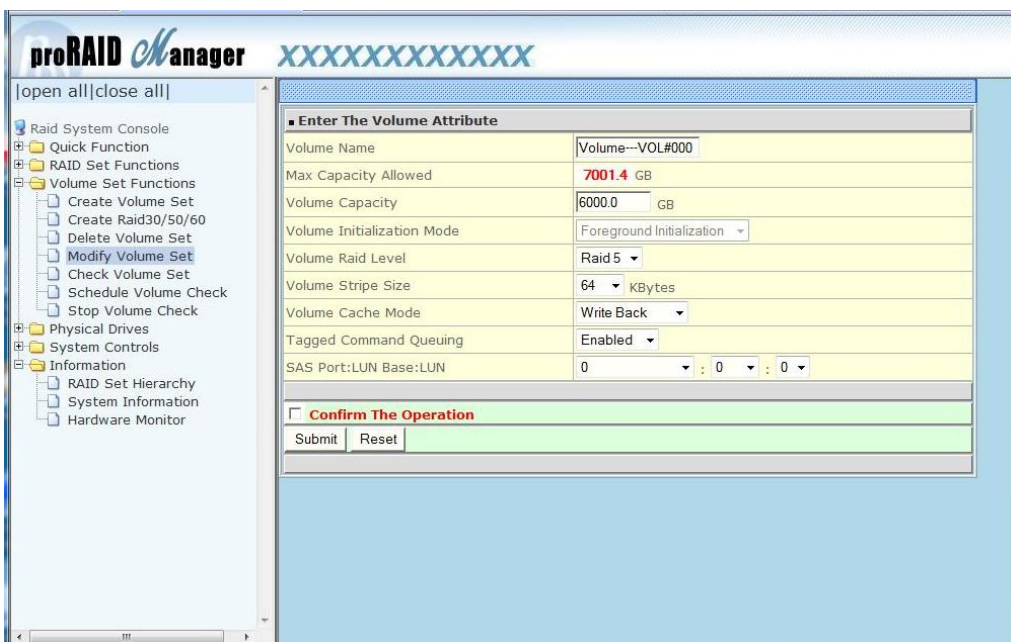 proRAID Manager XXXXXXXXXXXX
|open all|close all|
Raid System Console
Quick Function
RAID Set Functions
Volume Set Functions
Create Volume Set
Create Raid30/50/60
Delete Volume Set
Modify Volume Set
Check Volume Set
Schedule Volume Check
Stop Volume Check
Physical Drives
System Controls
Information
RAID Set Hierarchy
System Information
Hardware Monitor
Enter The Volume Attribute
Volume Name Volume---VOL#000
Max Capacity Allowed 7001.4 GB
Volume Capacity 6000.0 GB
Volume Initialization Mode Foreground Initialization
Volume Raid Level Raid 5
Volume Stripe Size 64 KBytes
Volume Cache Mode Write Back
Tagged Command Queuing Enabled
SAS Port:LUN Base:LUN 0 : 0 : 0
Confirm The Operation
Submit Reset